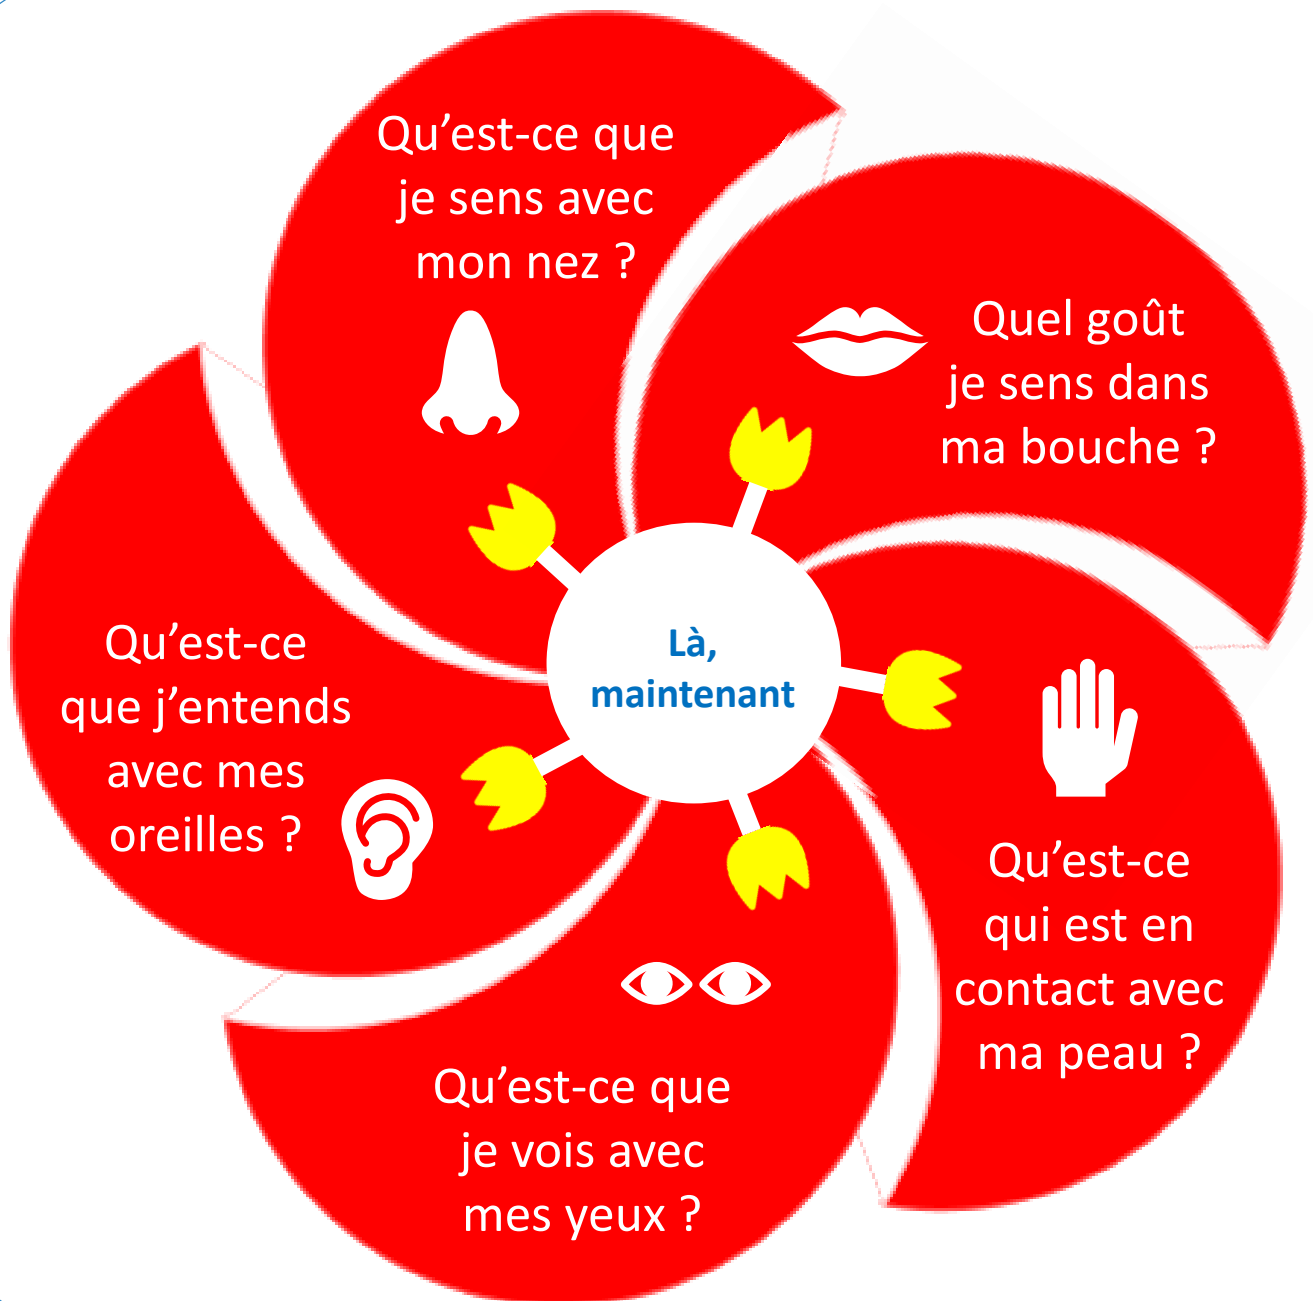 Qu’est-ce que
je sens avec
mon nez ?
Quel goût
je sens dans
ma bouche ?
Là,
maintenant
Qu’est-ce
que j’entends
avec mes
oreilles ?
Qu’est-ce
qui est en
contact avec
ma peau ?
Qu’est-ce que
je vois avec
mes yeux ?